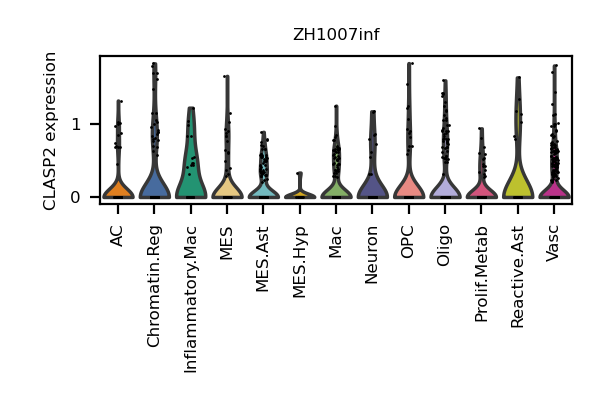 ZH1007inf
CLASP2 expression
1
0
AC
Chromatin.Reg
Inflammatory.Mac
MES
MES.Ast
MES.Hyp
Mac
Neuron
OPC
Oligo
Prolif.Metab
Reactive.Ast
Vasc